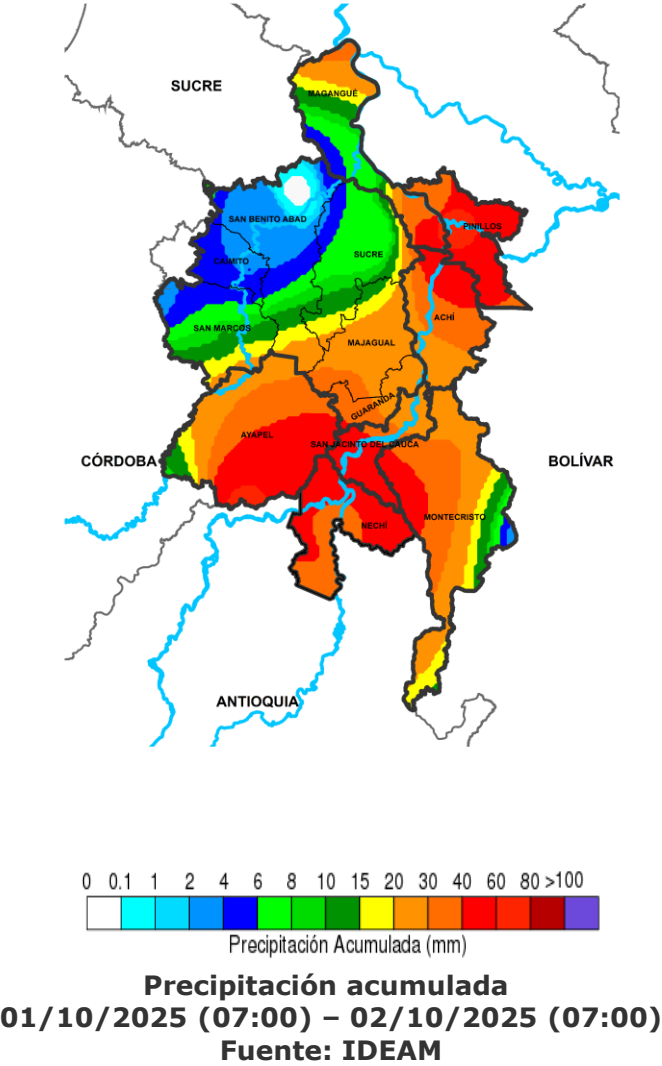 SUCRE
MAGANGUÉ
SAN BENITO ABAD
PINILLOS
SUCRE
CAIMITO
ACHÍ
SAN MARCOS
MAJAGUAL
GUARANDA
AYAPEL
SAN JACINTO DEL CAUCA
CÓRDOBA
BOLÍVAR
MONTECRISTO
NECHÍ
ANTIOQUIA
0 0.1 1 2 4 6 8 10 15 20 30 40 60 80 >100
Precipitación Acumulada (mm)
Precipitación acumulada
01/10/2025 (07:00) – 02/10/2025 (07:00)
Fuente: IDEAM